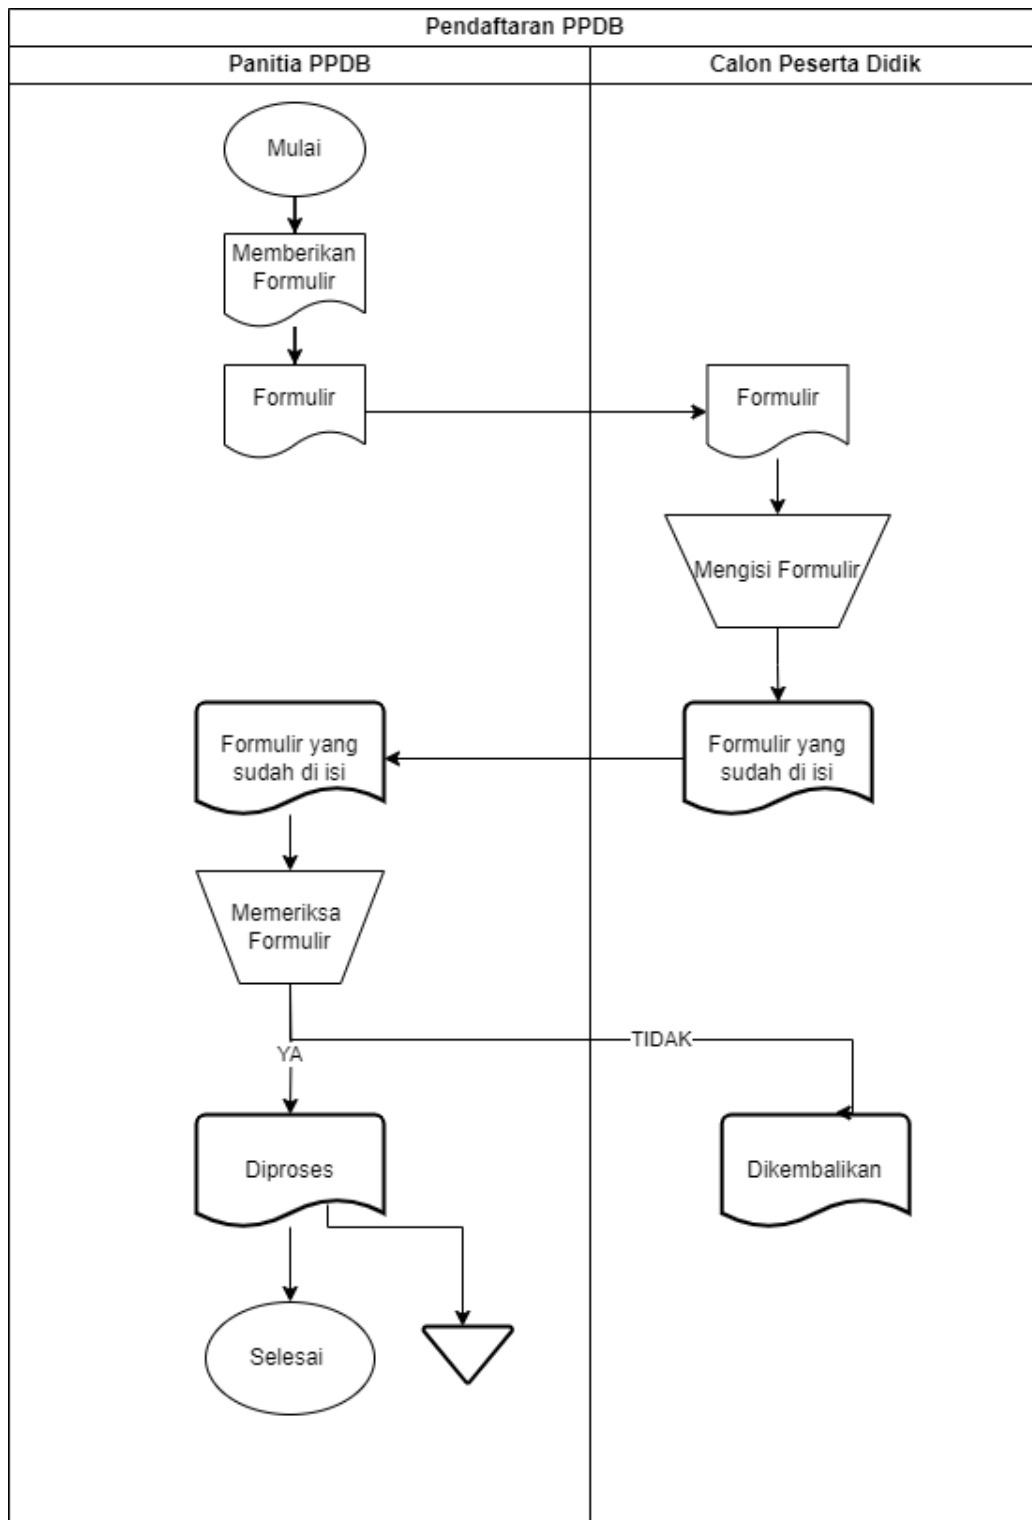 Pendaftaran PPDB
Panitia PPDB
Calon Peserta Didik
Mulai
Memberikan
Formulir
Formulir
Formulir
Mengisi Formulir
Formulir yang
sudah di isi
Formulir yang
sudah di isi
Memeriksa
Formulir
TIDAK
YA
Diproses
Dikembalikan
Selesai